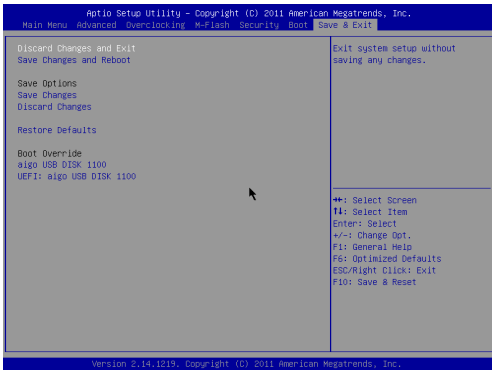 Aptio Setup Utility – Copyright (C) 2011 American Megatrends, Inc.
Main Menu Advanced Overclocking M-Flash Security Boot Save & Exit
Discard Changes and Exit
Save Changes and Reboot
Save Options
Save Changes
Discard Changes
Restore Defaults
Boot Override
aigo USB DISK 1100
UEFI: aigo USB DISK 1100
Exit system setup without
saving any changes.
→←: Select Screen
↑↓: Select Item
Enter: Select
+/-: Change Opt.
F1: General Help
F6: Optimized Defaults
ESC/Right Click: Exit
F10: Save & Reset
Version 2.14.1219. Copyright (C) 2011 American Megatrends, Inc.